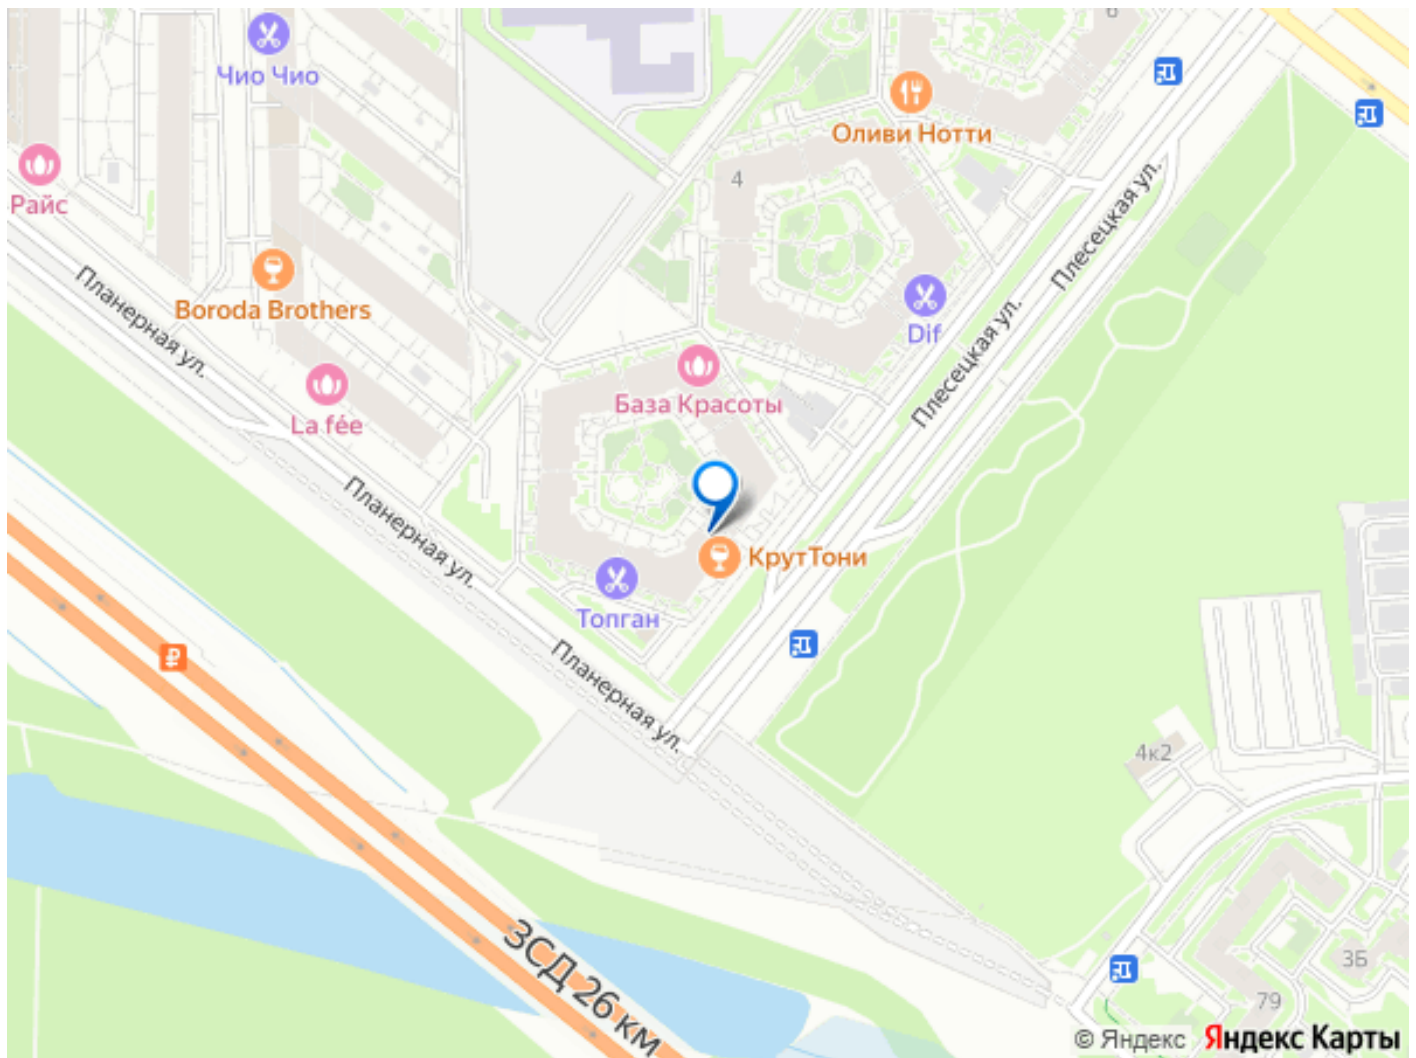 6
Чио Чио
Оливи Нотти
4
Райс
Плесецкая ул.
Планерная ул.
Boroda Brothers
Dif
Плесецкая ул.
La fée
База Красоты
Планерная ул.
КрутТони
Топган
Планерная ул.
4к2
ЗСД 26 км
3Б
79
© Яндекс Яндекс Карты